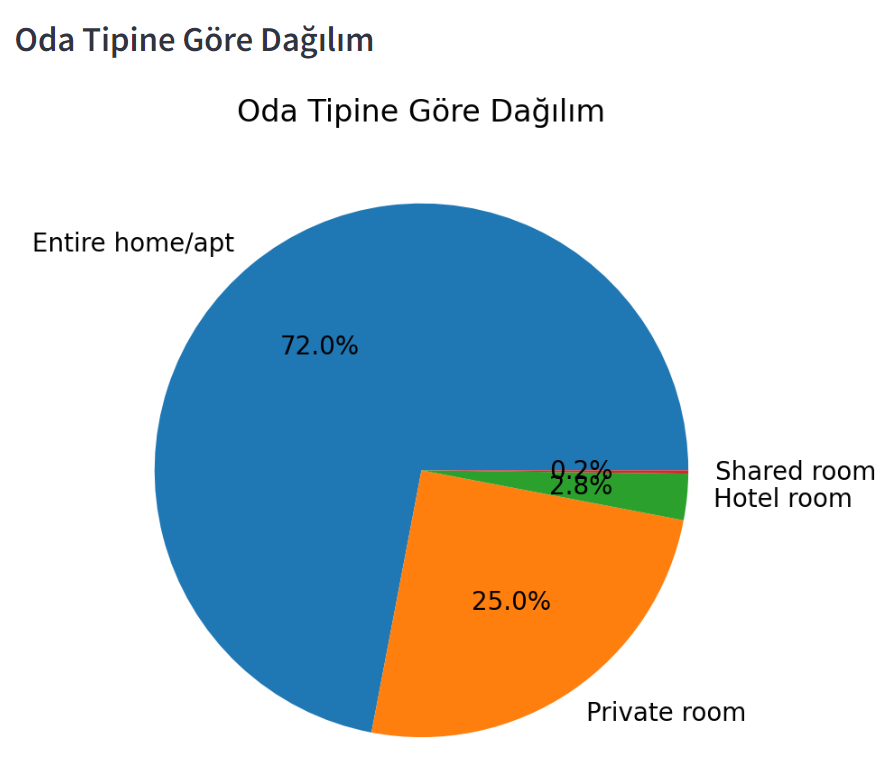 Oda Tipine Göre Dağılım
Oda Tipine Göre Dağılım
Entire home/apt
72.0%
0.2%
Shared room
2.8%
Hotel room
25.0%
Private room